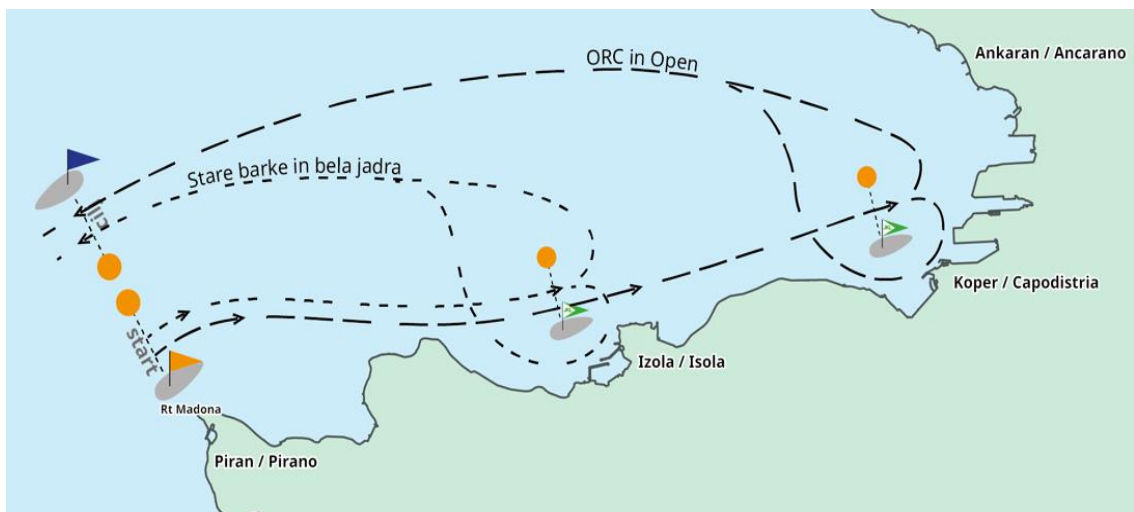 Ankaran / Ancarano
ORC in Open
Stare barke in bela jadra
cilj
start
Koper / Capodistria
Izola / Isola
Rt Madona
Piran / Pirano